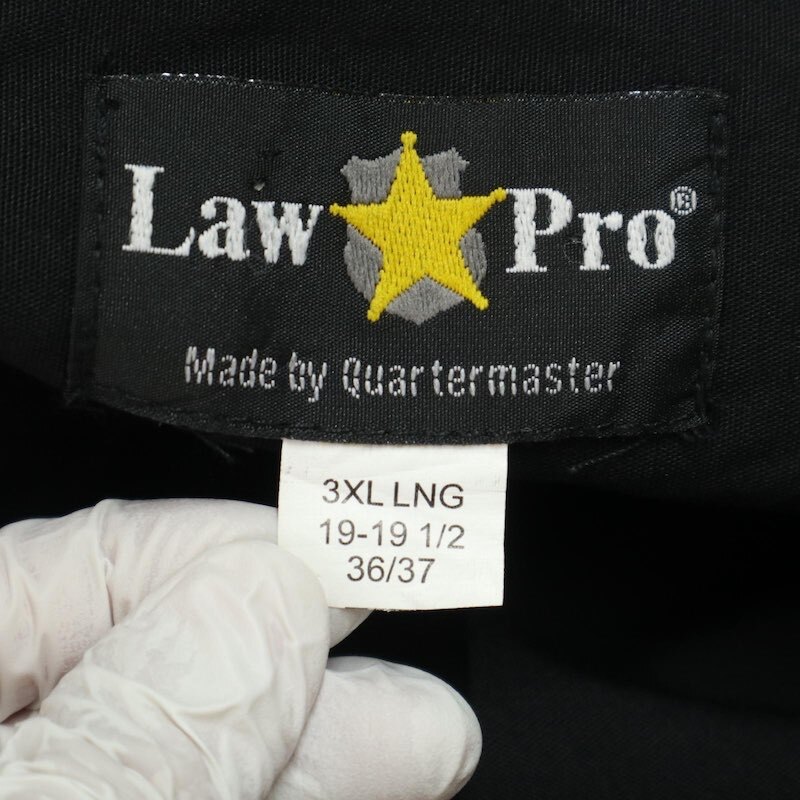 Law Pro®
Made by Quartermaster
3XL LNG
19-19 1/2
36/37